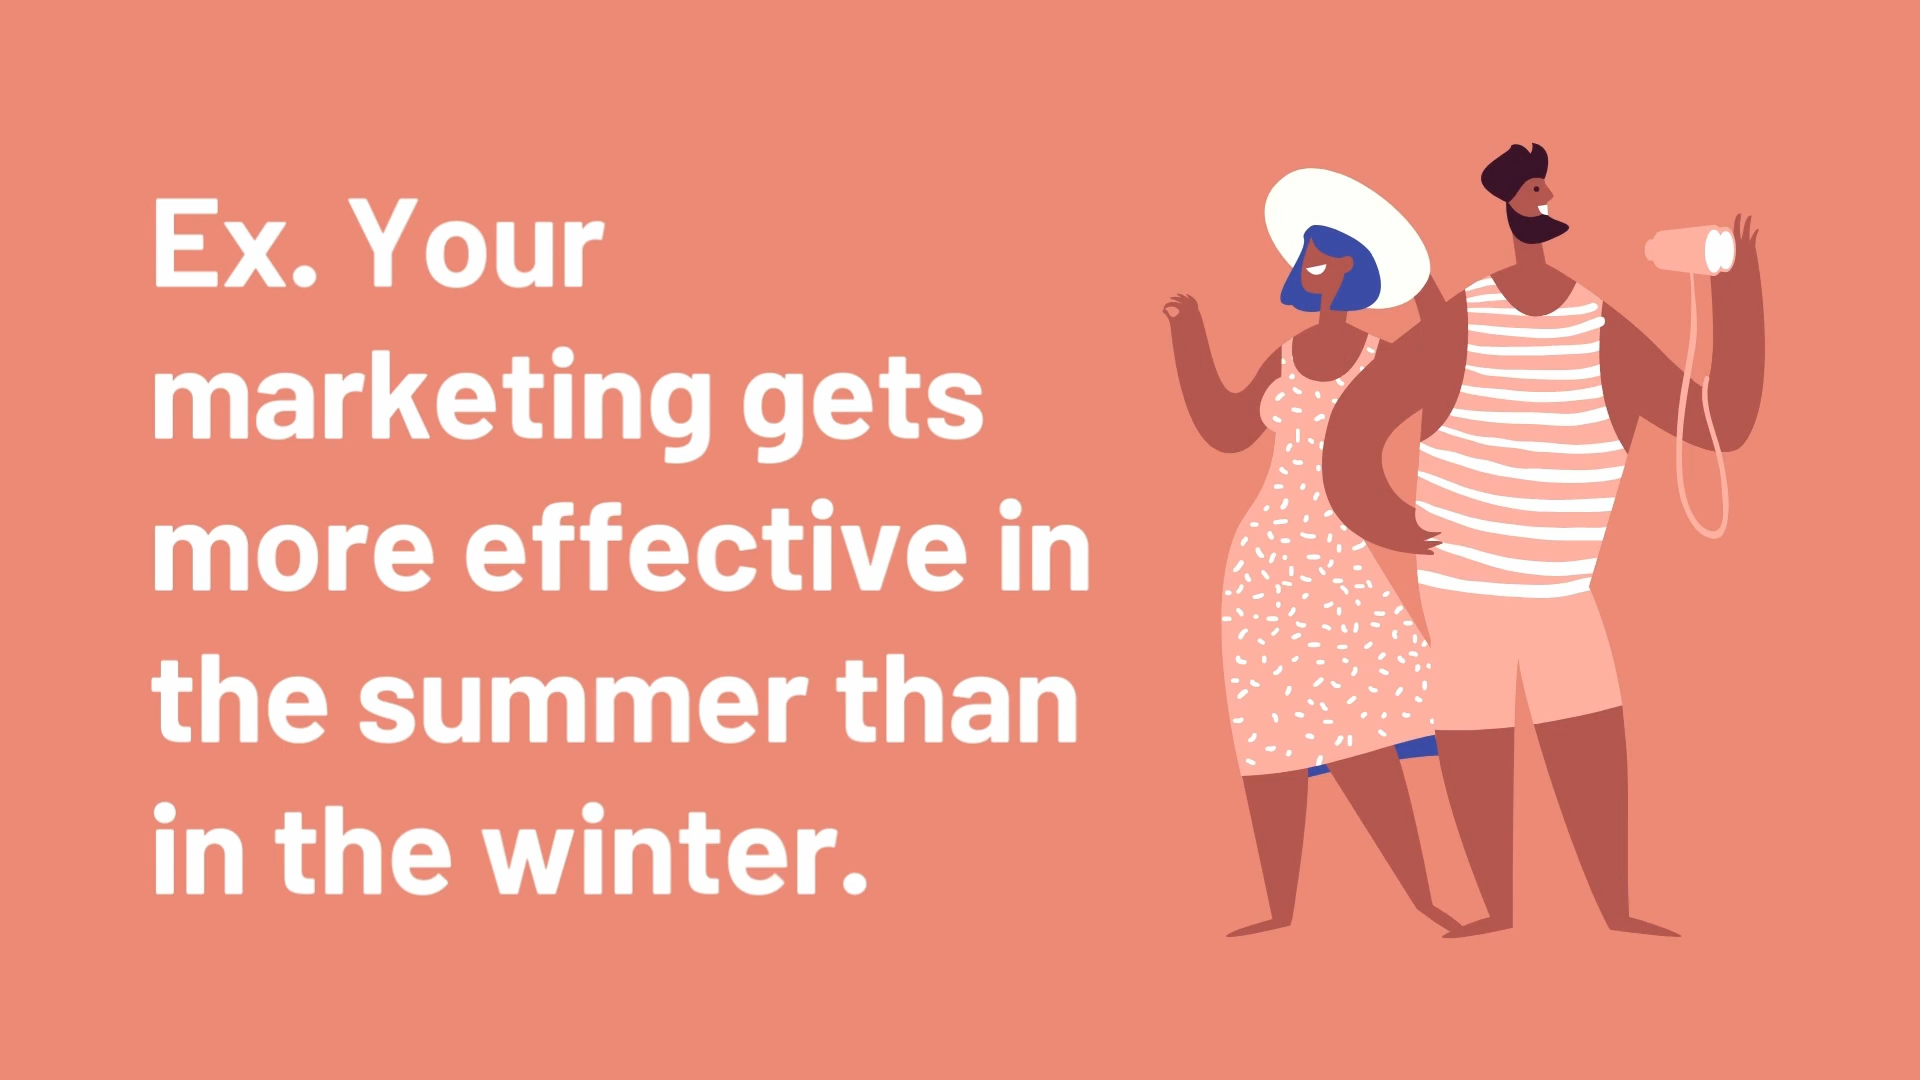 Ex. Your
marketing gets
more effective in
the summer than
in the winter.